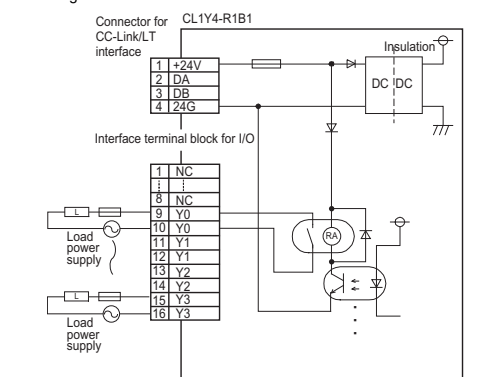 Connector for
CC-Link/LT
interface
CL1Y4-R1B1
Insulation
1 +24V
2 DA
3 DB
4 24G
DC DC
Interface terminal block for I/O
1 NC
8 NC
9 Y0
10 Y0
11 Y1
12 Y1
13 Y2
14 Y2
15 Y3
16 Y3
L
Load
power
supply
RA
L
Load
power
supply